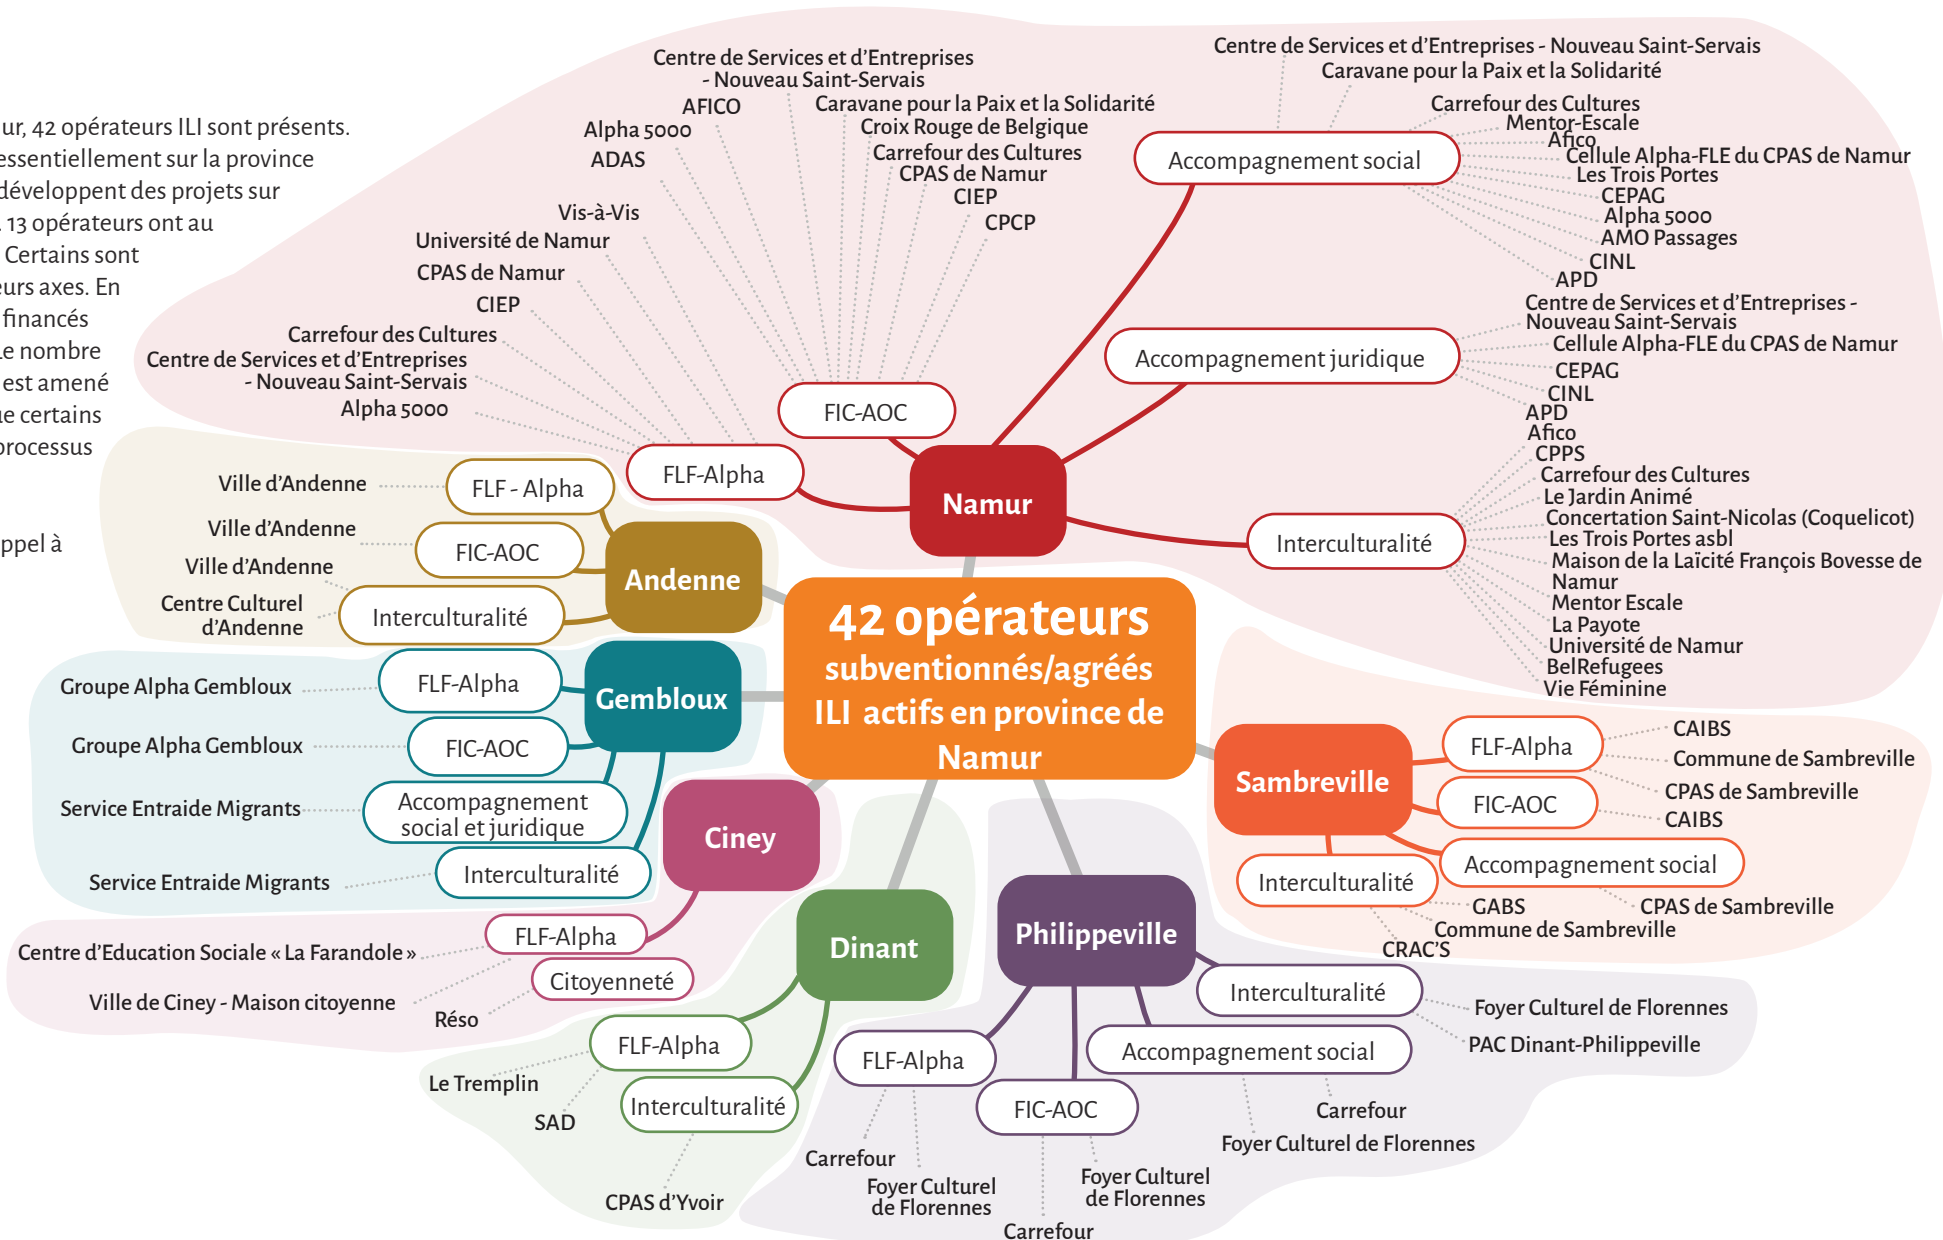 ur, 42 opérateurs ILI sont présents.
essentiellement sur la province
développent des projets sur
. 13 opérateurs ont au
Certains sont
eurs axes. En
financés
Le nombre
est amené
ue certains
processus
ppel à
Centre de Services et d'Entreprises
- Nouveau Saint-Servais
AFICO
Alpha 5000
ADAS
Caravane pour la Paix et la Solidarité
Croix Rouge de Belgique
Carrefour des Cultures
CPAS de Namur
CIEP
CPCP
FIC-AOC
Vis-à-Vis
Université de Namur
CPAS de Namur
CIEP
Carrefour des Cultures
Centre de Services et d'Entreprises
- Nouveau Saint-Servais
Alpha 5000
FLF-Alpha
Namur
Centre de Services et d'Entreprises - Nouveau Saint-Servais
Caravane pour la Paix et la Solidarité
Carrefour des Cultures
Mentor-Escale
Afico
Cellule Alpha-FLE du CPAS de Namur
Les Trois Portes
CEPAG
Alpha 5000
AMO Passages
CINL
APD
Accompagnement social
Centre de Services et d'Entreprises -
Nouveau Saint-Servais
Cellule Alpha-FLE du CPAS de Namur
CEPAG
CINL
APD
Accompagnement juridique
Afico
CPPS
Carrefour des Cultures
Le Jardin Animé
Concertation Saint-Nicolas (Coquelicot)
Les Trois Portes asbl
Maison de la Laïcité François Bovesse de
Namur
Mentor Escale
La Payote
Université de Namur
BelRefugees
Vie Féminine
Interculturalité
Ville d'Andenne
FLF - Alpha
Ville d'Andenne
FIC-AOC
Ville d'Andenne
Centre Culturel
d'Andenne
Interculturalité
Andenne
42 opérateurs
subventionnés/agréés
ILI actifs en province de
Namur
Groupe Alpha Gembloux
FLF-Alpha
Gembloux
Groupe Alpha Gembloux
FIC-AOC
Service Entraide Migrants
Accompagnement
social et juridique
Service Entraide Migrants
Interculturalité
Ciney
FLF-Alpha
Centre d'Education Sociale « La Farandole »
Ville de Ciney - Maison citoyenne
Citoyenneté
Réso
Dinant
FLF-Alpha
Le Tremplin
SAD
Interculturalité
CPAS d'Yvoir
Philippeville
Interculturalité
Foyer Culturel de Florennes
PAC Dinant-Philippeville
Accompagnement social
Carrefour
Foyer Culturel de Florennes
FLF-Alpha
Carrefour
Foyer Culturel
de Florennes
FIC-AOC
Foyer Culturel
de Florennes
Carrefour
Sambreville
FLF-Alpha
CAIBS
Commune de Sambreville
CPAS de Sambreville
FIC-AOC
CAIBS
Accompagnement social
CPAS de Sambreville
Interculturalité
GABS
Commune de Sambreville
CRAC'S